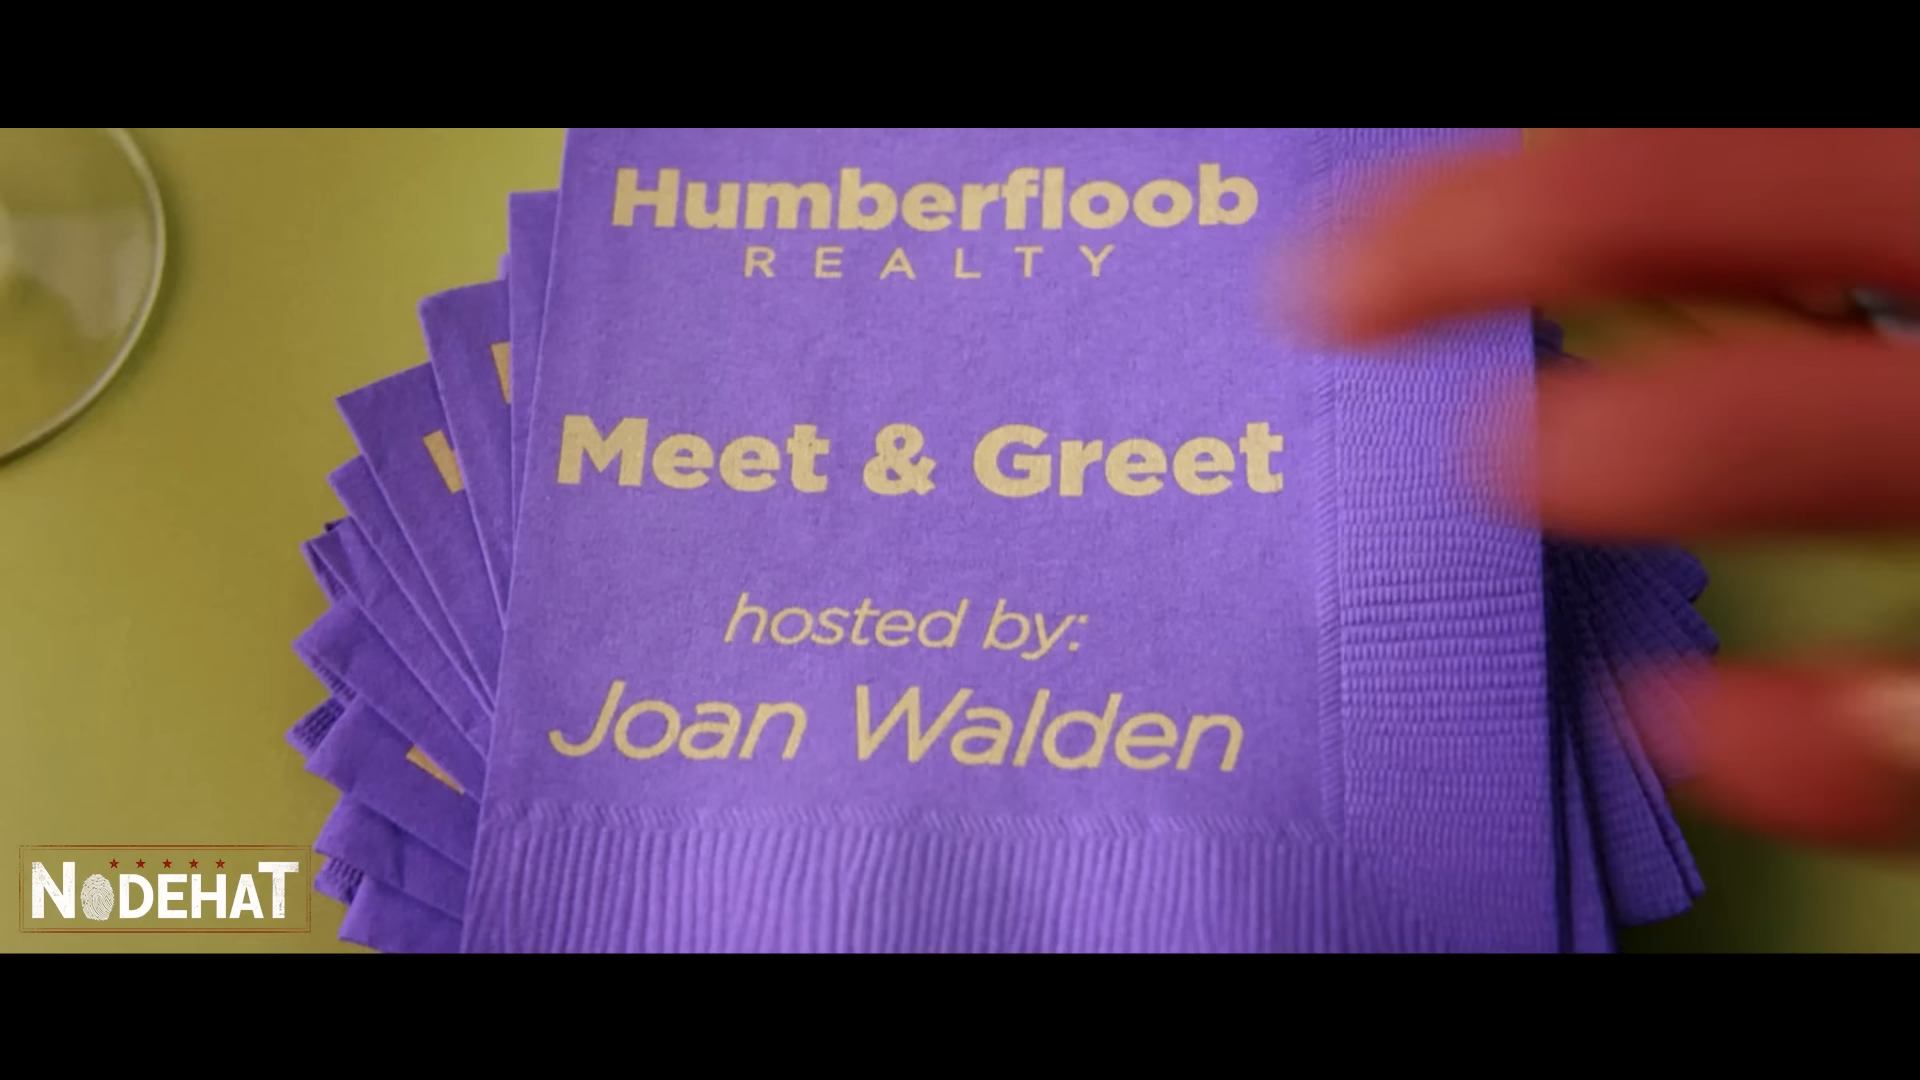 Humberfloob
REALTY
Meet & Greet
hosted by:
Joan Walden
NODEHAT